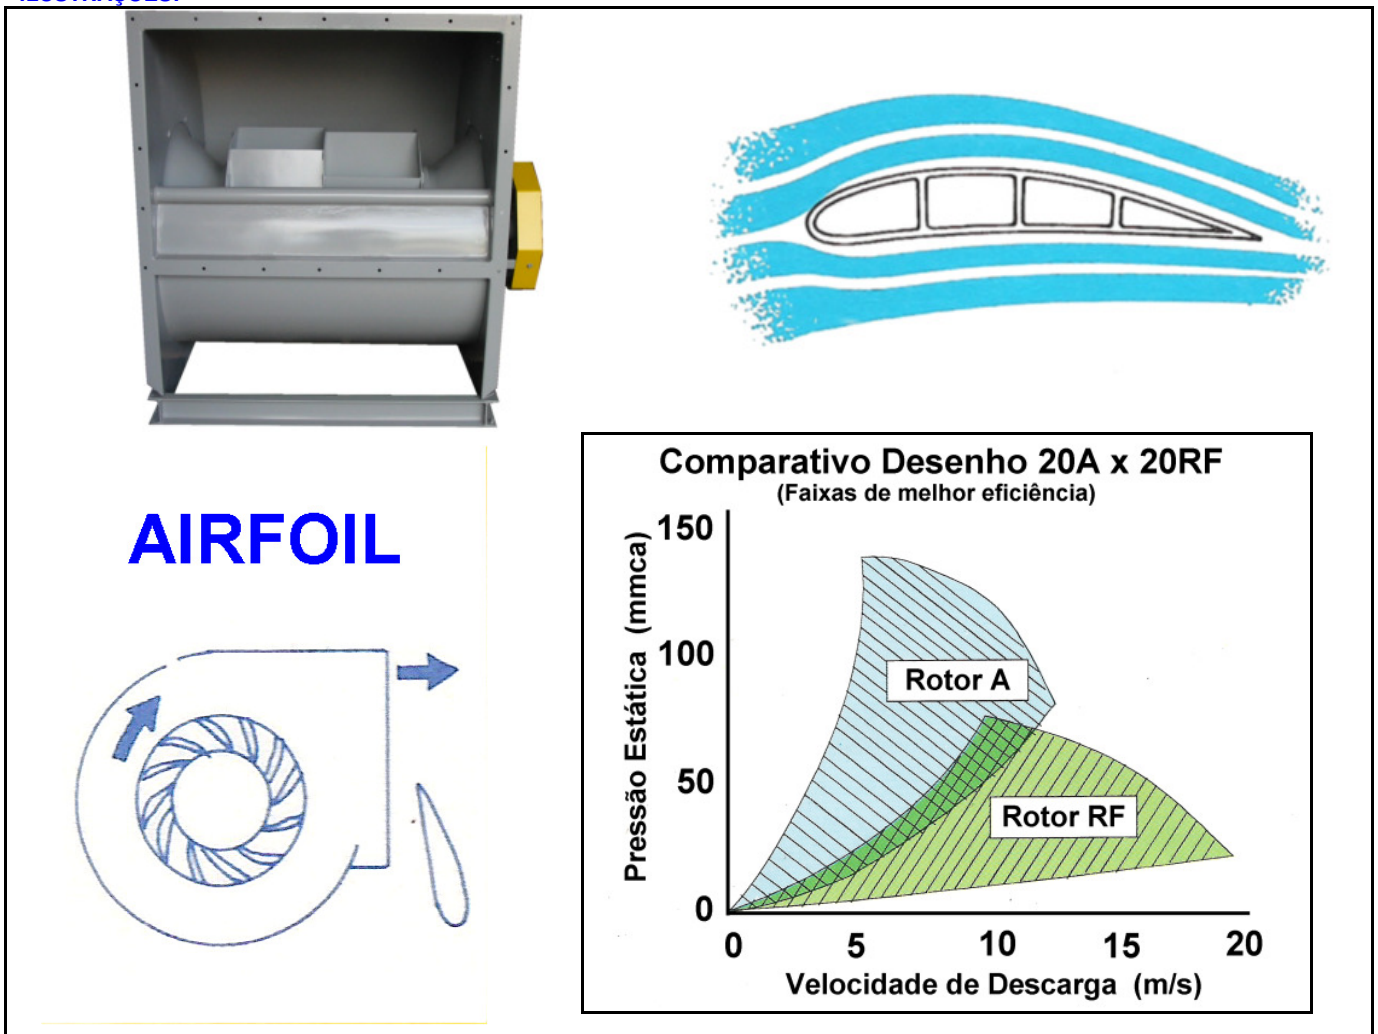 AIRFOIL
Comparativo Desenho 20A x 20RF
(Faixas de melhor eficiência)
Pressão Estática (mmca)
150
100
50
0
Rotor A
Rotor RF
0 5 10 15 20
Velocidade de Descarga (m/s)